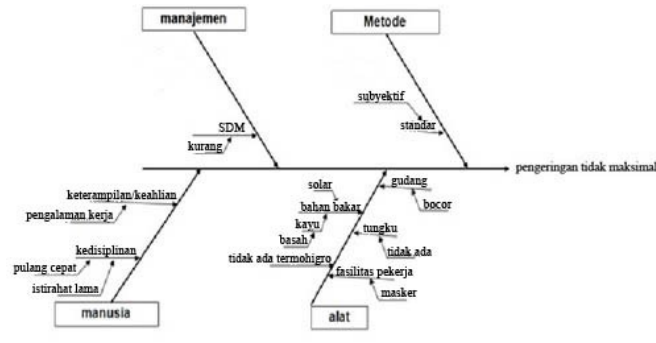 manajemen
Metode
subyektif
standar
SDM
kurang
pengeringan tidak maksimal
keterampilan/keahlian
pengalaman kerja
kedisiplinan
pulang cepat
istirahat lama
solar
bahan bakar
kayu
basah
tidak ada termohigro
gudang
bocor
tungku
tidak ada
fasilitas pekerja
masker
manusia
alat